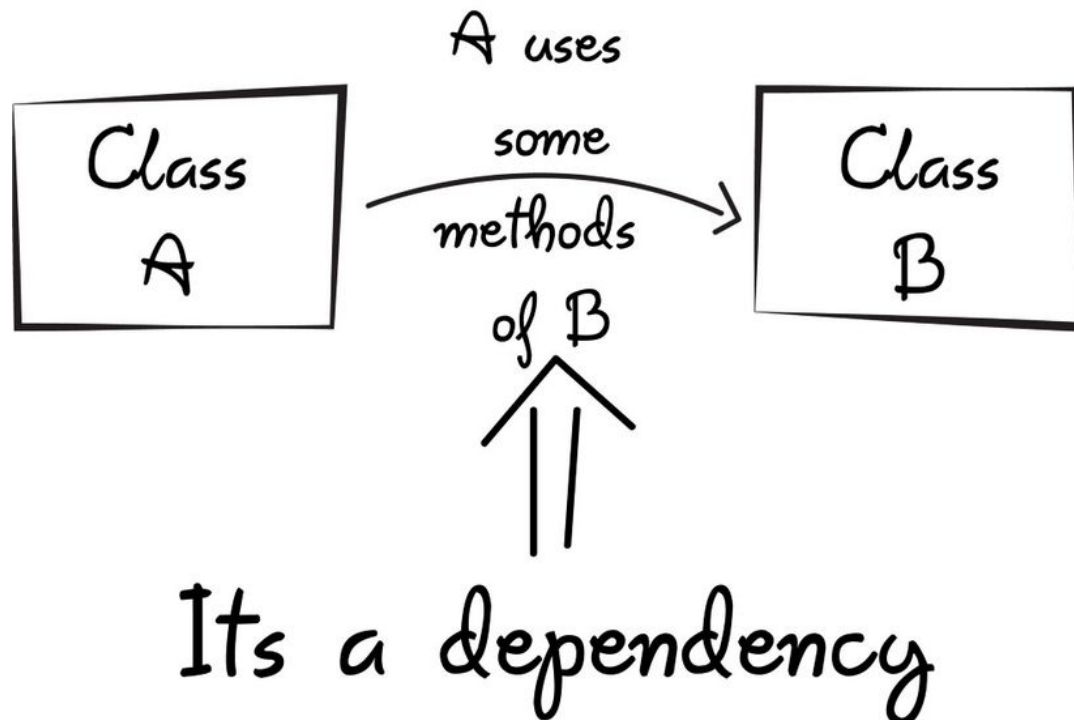 A uses
some
methods
of B
Class
A
Class
B
Its a dependency